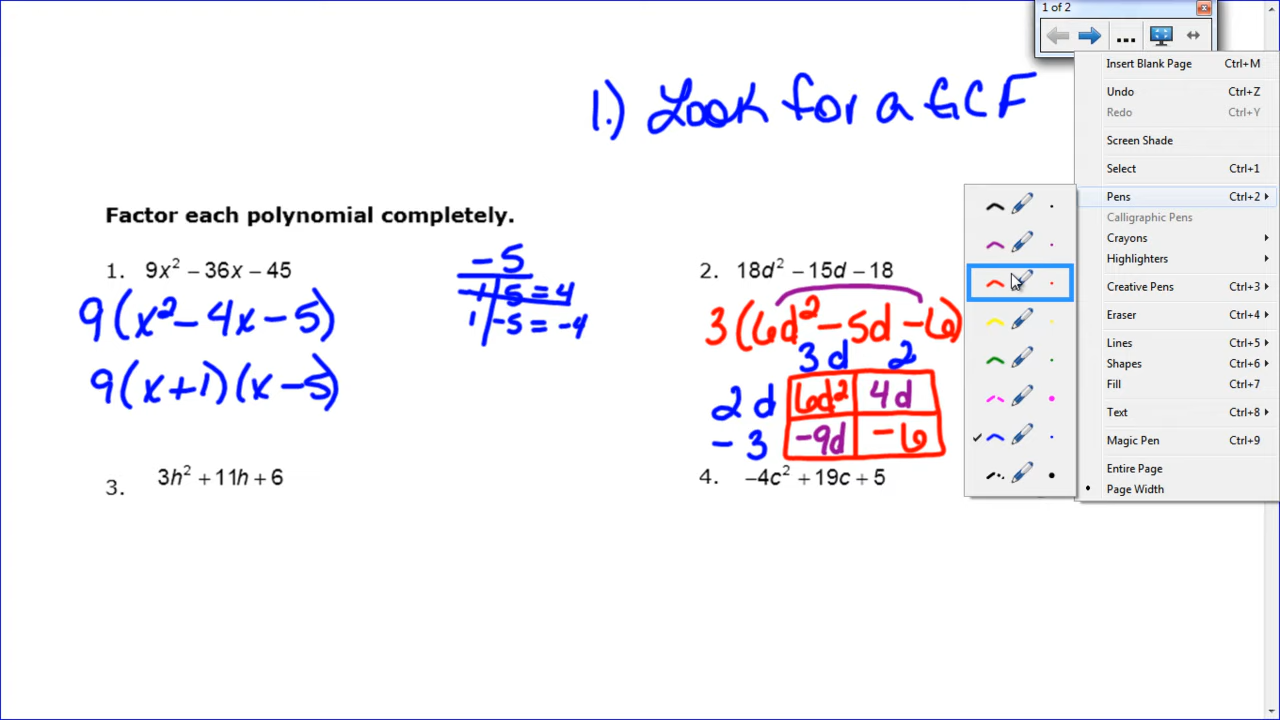 1 of 2
...
1.) Look for a GCF
Factor each polynomial completely.
1. 9x² – 36x – 45
9(x² – 4x – 5)
9(x+1)(x–5)
–5
–1 | 5 = 4
1 | –5 = –4
2. 18d² – 15d – 18
3(6d² – 5d – 6)
3d 2
2d 6d² 4d
–3 –9d –6
3. 3h² + 11h + 6
4. –4c² + 19c + 5
Insert Blank Page Ctrl+M
Undo Ctrl+Z
Redo Ctrl+Y
Screen Shade
Select Ctrl+1
Pens Ctrl+2
Calligraphic Pens
Crayons
Highlighters
Creative Pens Ctrl+3
Eraser Ctrl+4
Lines Ctrl+5
Shapes Ctrl+6
Fill Ctrl+7
Text Ctrl+8
Magic Pen Ctrl+9
Entire Page
Page Width